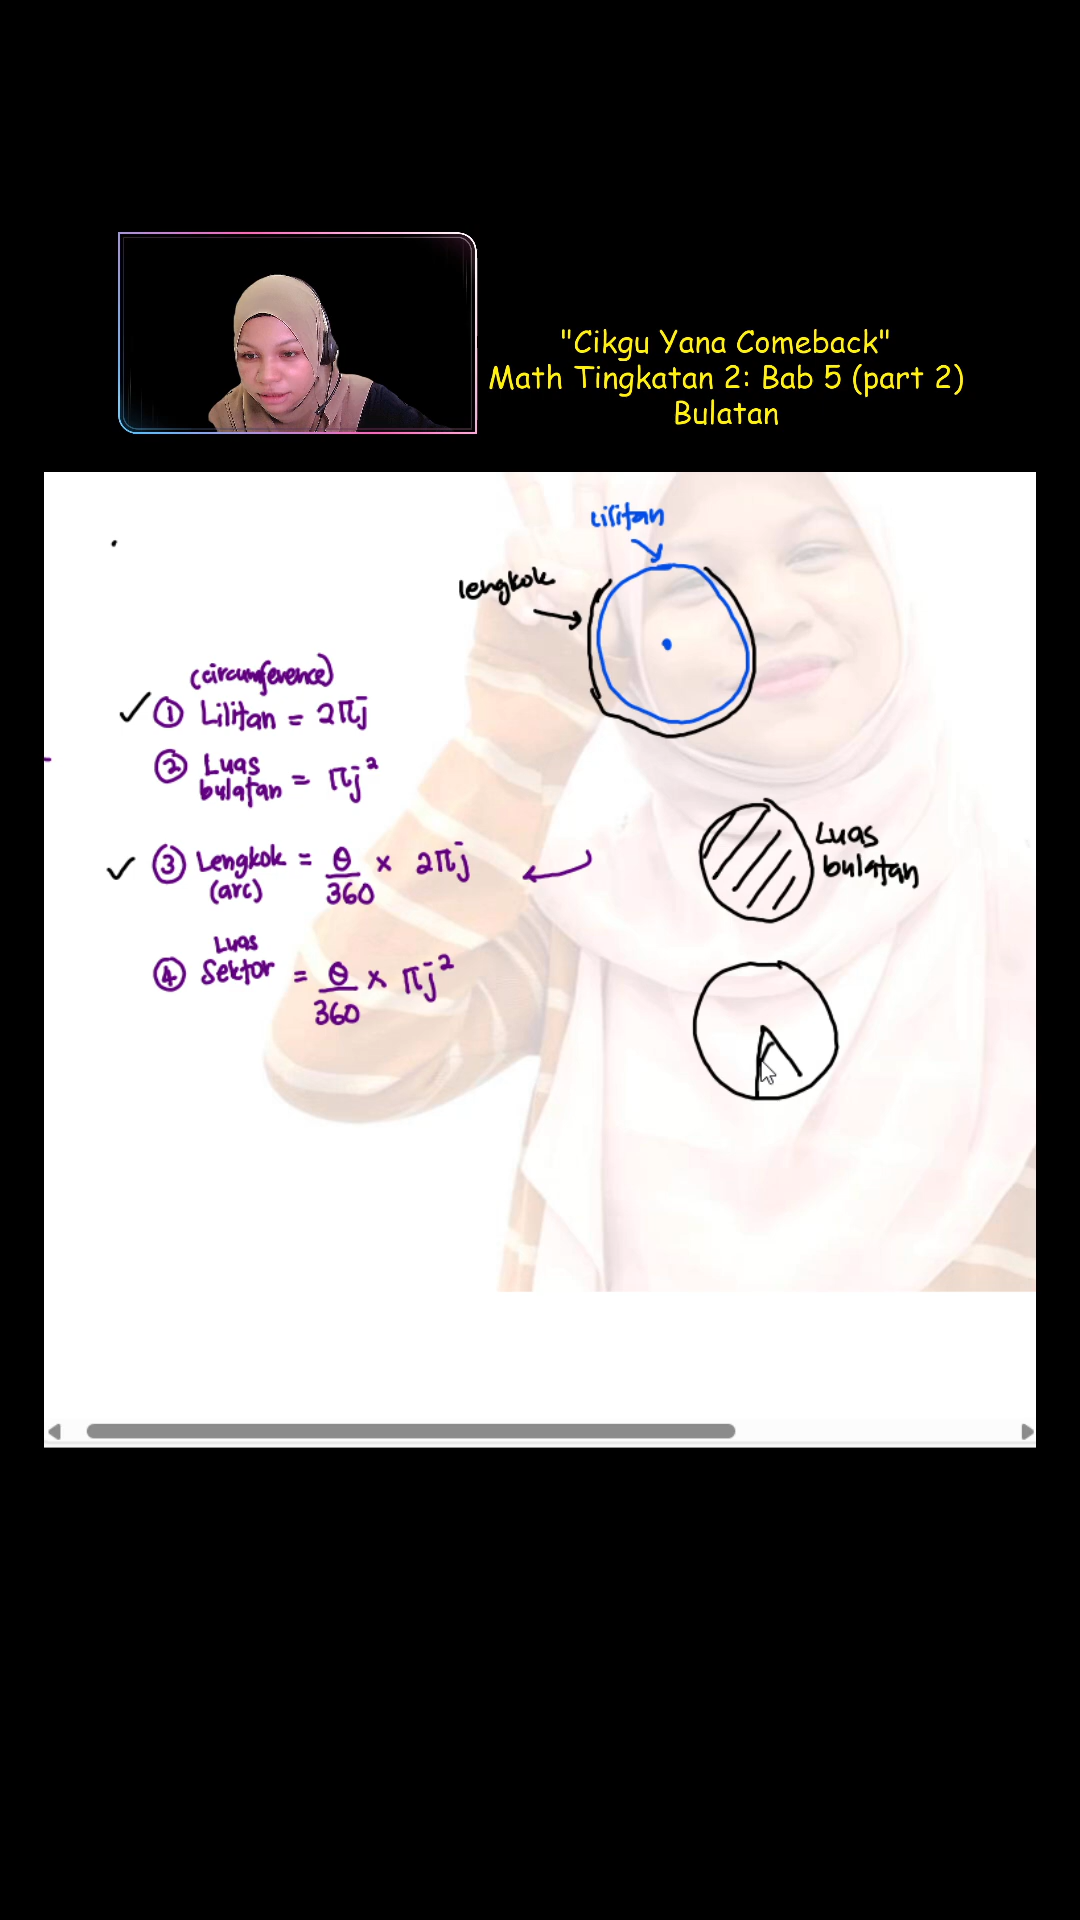 "Cikgu Yana Comeback"
Math Tingkatan 2: Bab 5 (part 2)
Bulatan
Lilitan
lengkok
(circumference)
① Lilitan = 2πj
② Luas bulatan = πj²
③ Lengkok (arc) = θ/360 × 2πj
④ Luas Sektor = θ/360 × πj²
Luas
bulatan